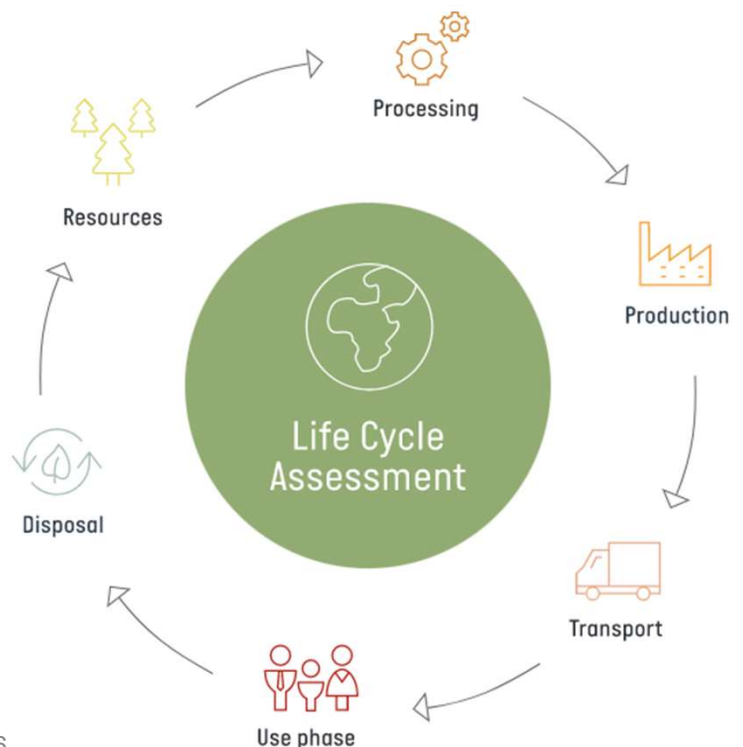 Processing
Resources
Production
Life Cycle
Assessment
Disposal
Transport
Use phase